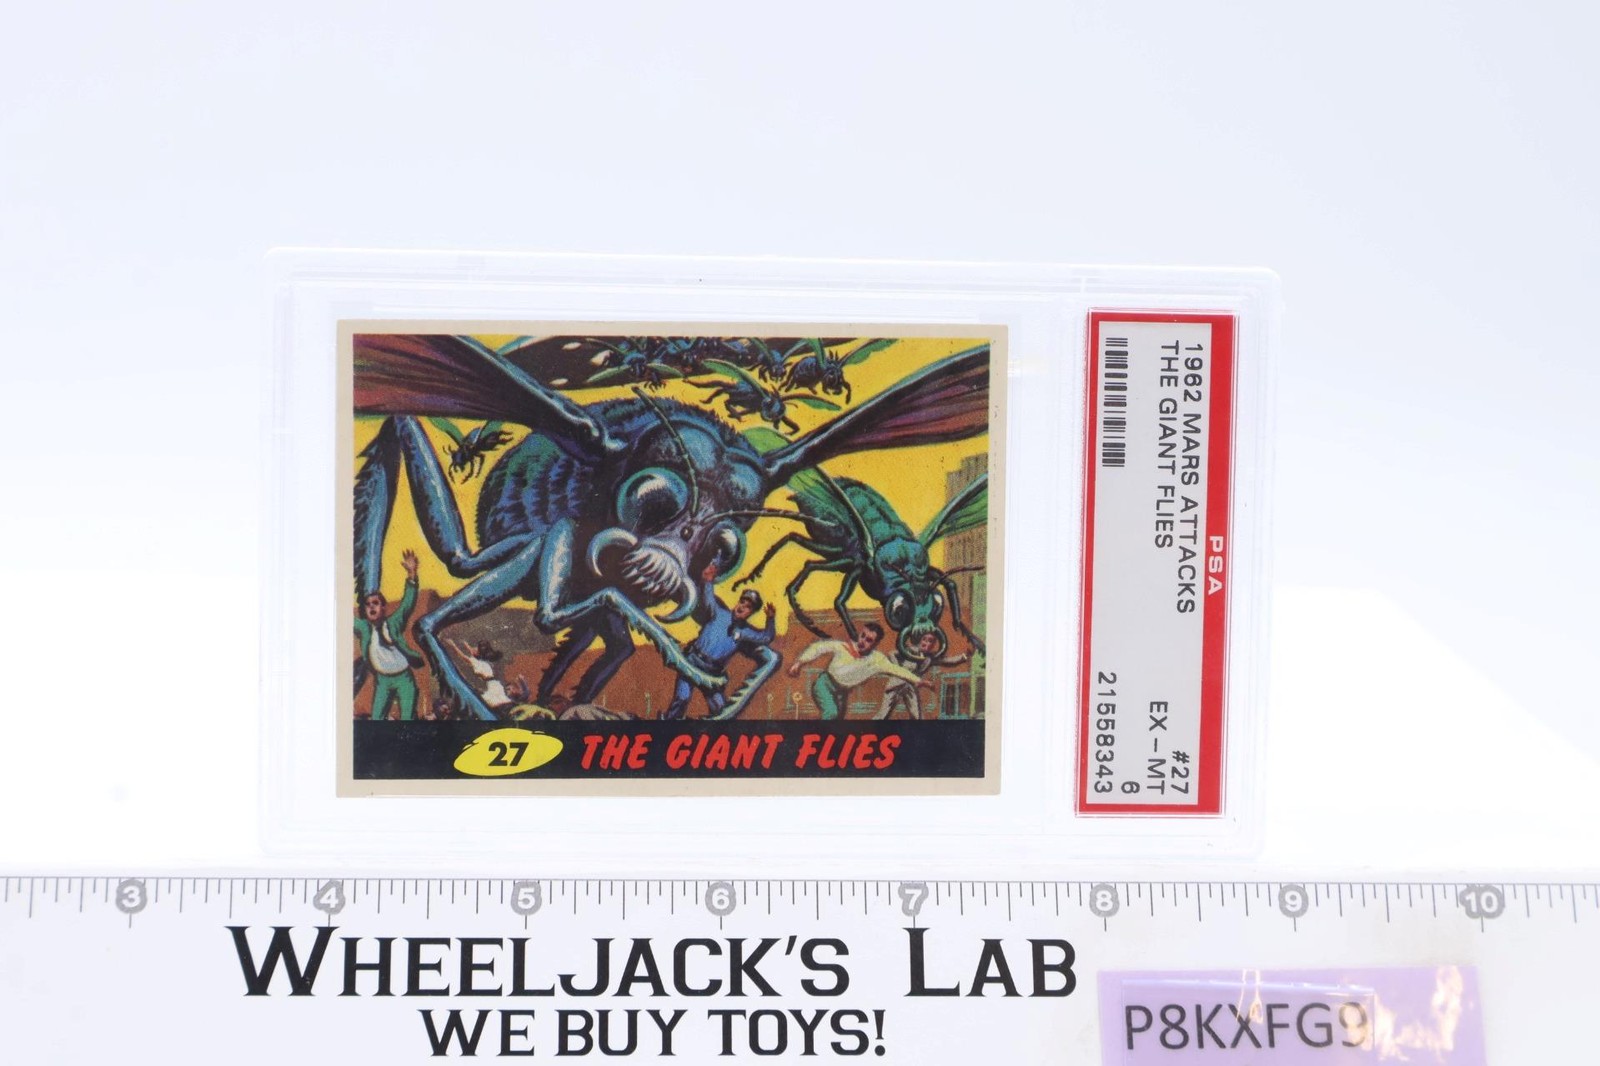 27 THE GIANT FLIES
PSA
1962 MARS ATTACKS #27
THE GIANT FLIES EX-MT
6
21558343
3 4 5 6 7 8 9 10
WHEELJACK'S LAB
WE BUY TOYS!
P8KXFG9